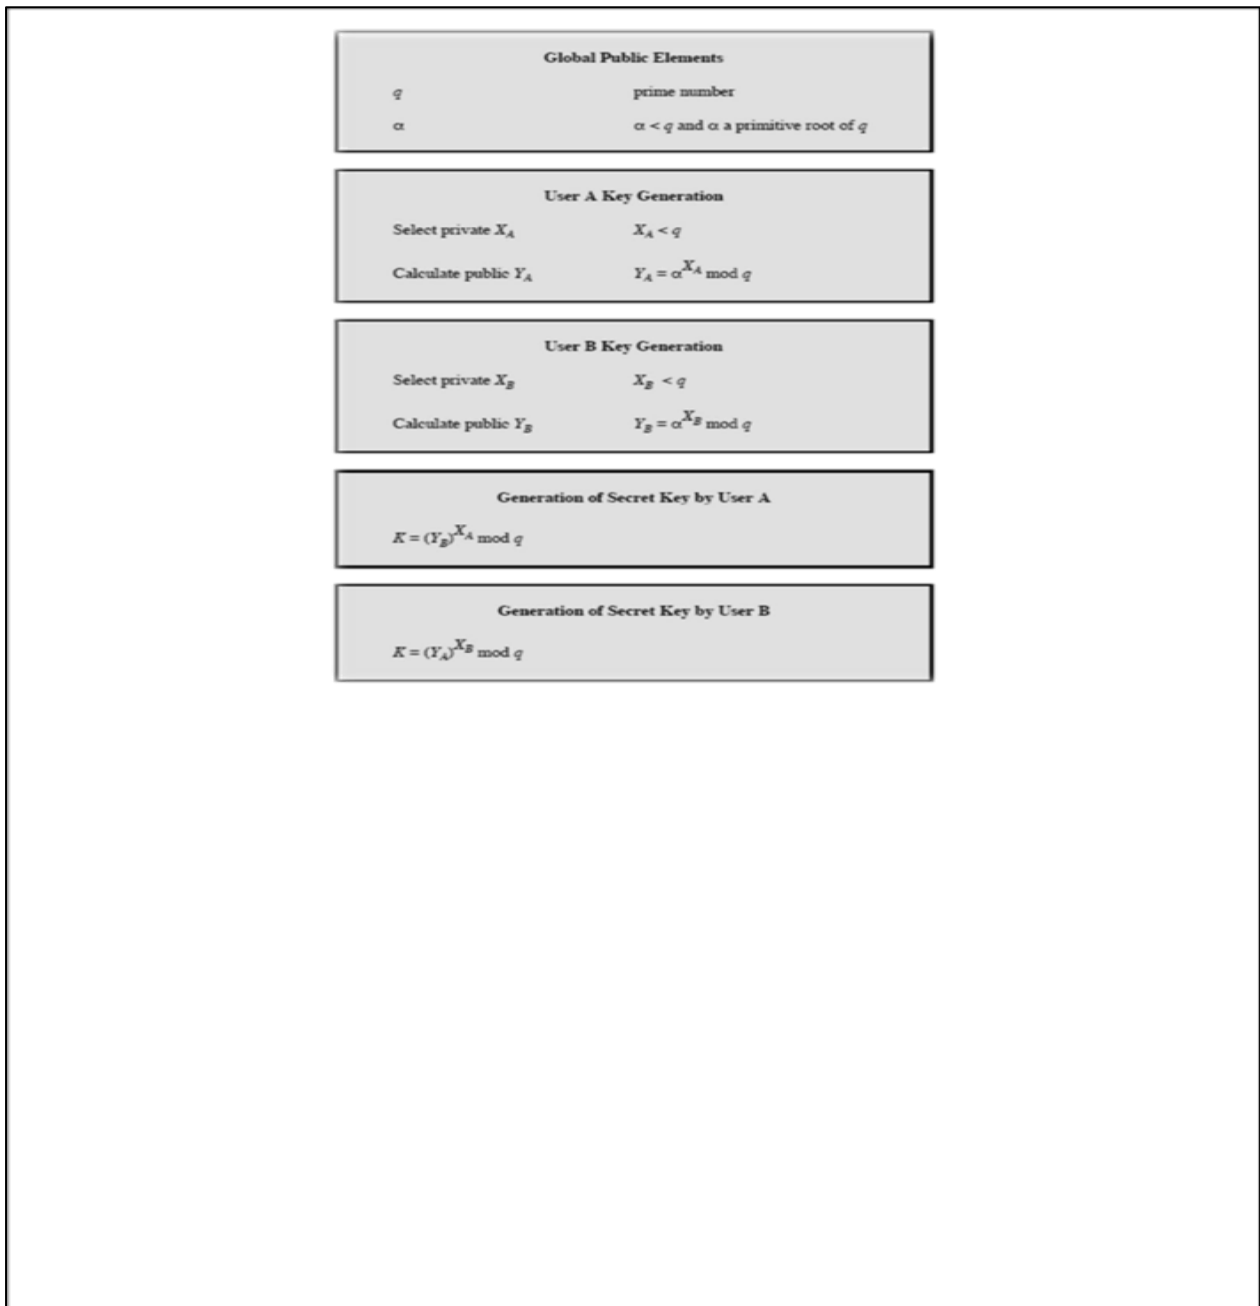 Global Public Elements
q prime number
α α < q and α a primitive root of q
User A Key Generation
Select private X_A X_A < q
Calculate public Y_A Y_A = α^{X_A} mod q
User B Key Generation
Select private X_B X_B < q
Calculate public Y_B Y_B = α^{X_B} mod q
Generation of Secret Key by User A
K = (Y_B)^{X_A} mod q
Generation of Secret Key by User B
K = (Y_A)^{X_B} mod q